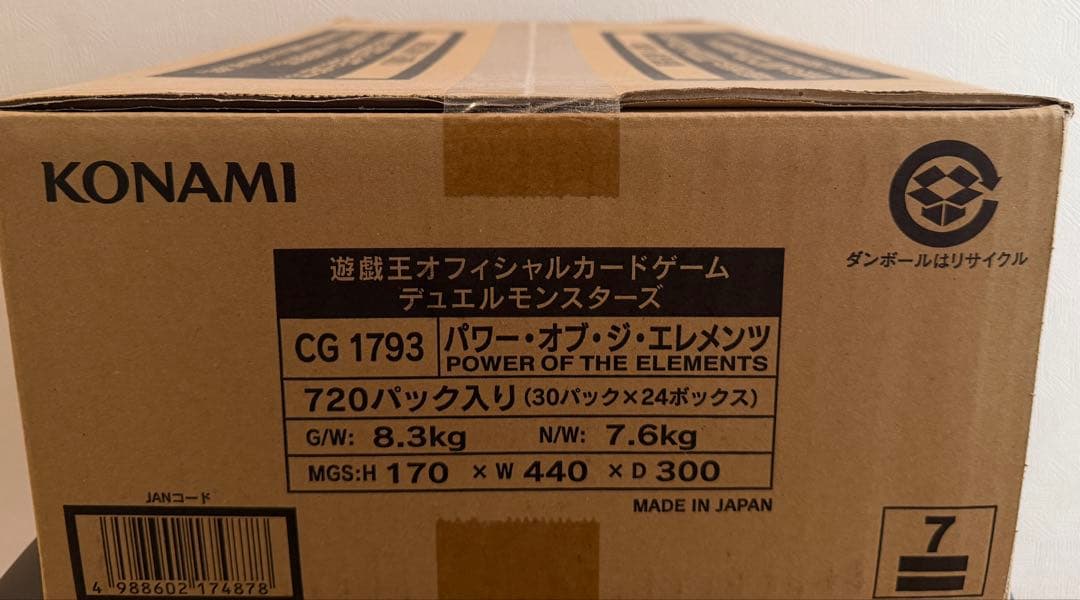 KONAMI
ダンボールはリサイクル
遊戯王オフィシャルカードゲーム
デュエルモンスターズ
CG 1793
パワー・オブ・ジ・エレメンツ
POWER OF THE ELEMENTS
720パック入り(30パック×24ボックス)
G/W: 8.3kg N/W: 7.6kg
MGS:H 170 × W 440 × D 300
MADE IN JAPAN
JANコード
4 988602 174878
7